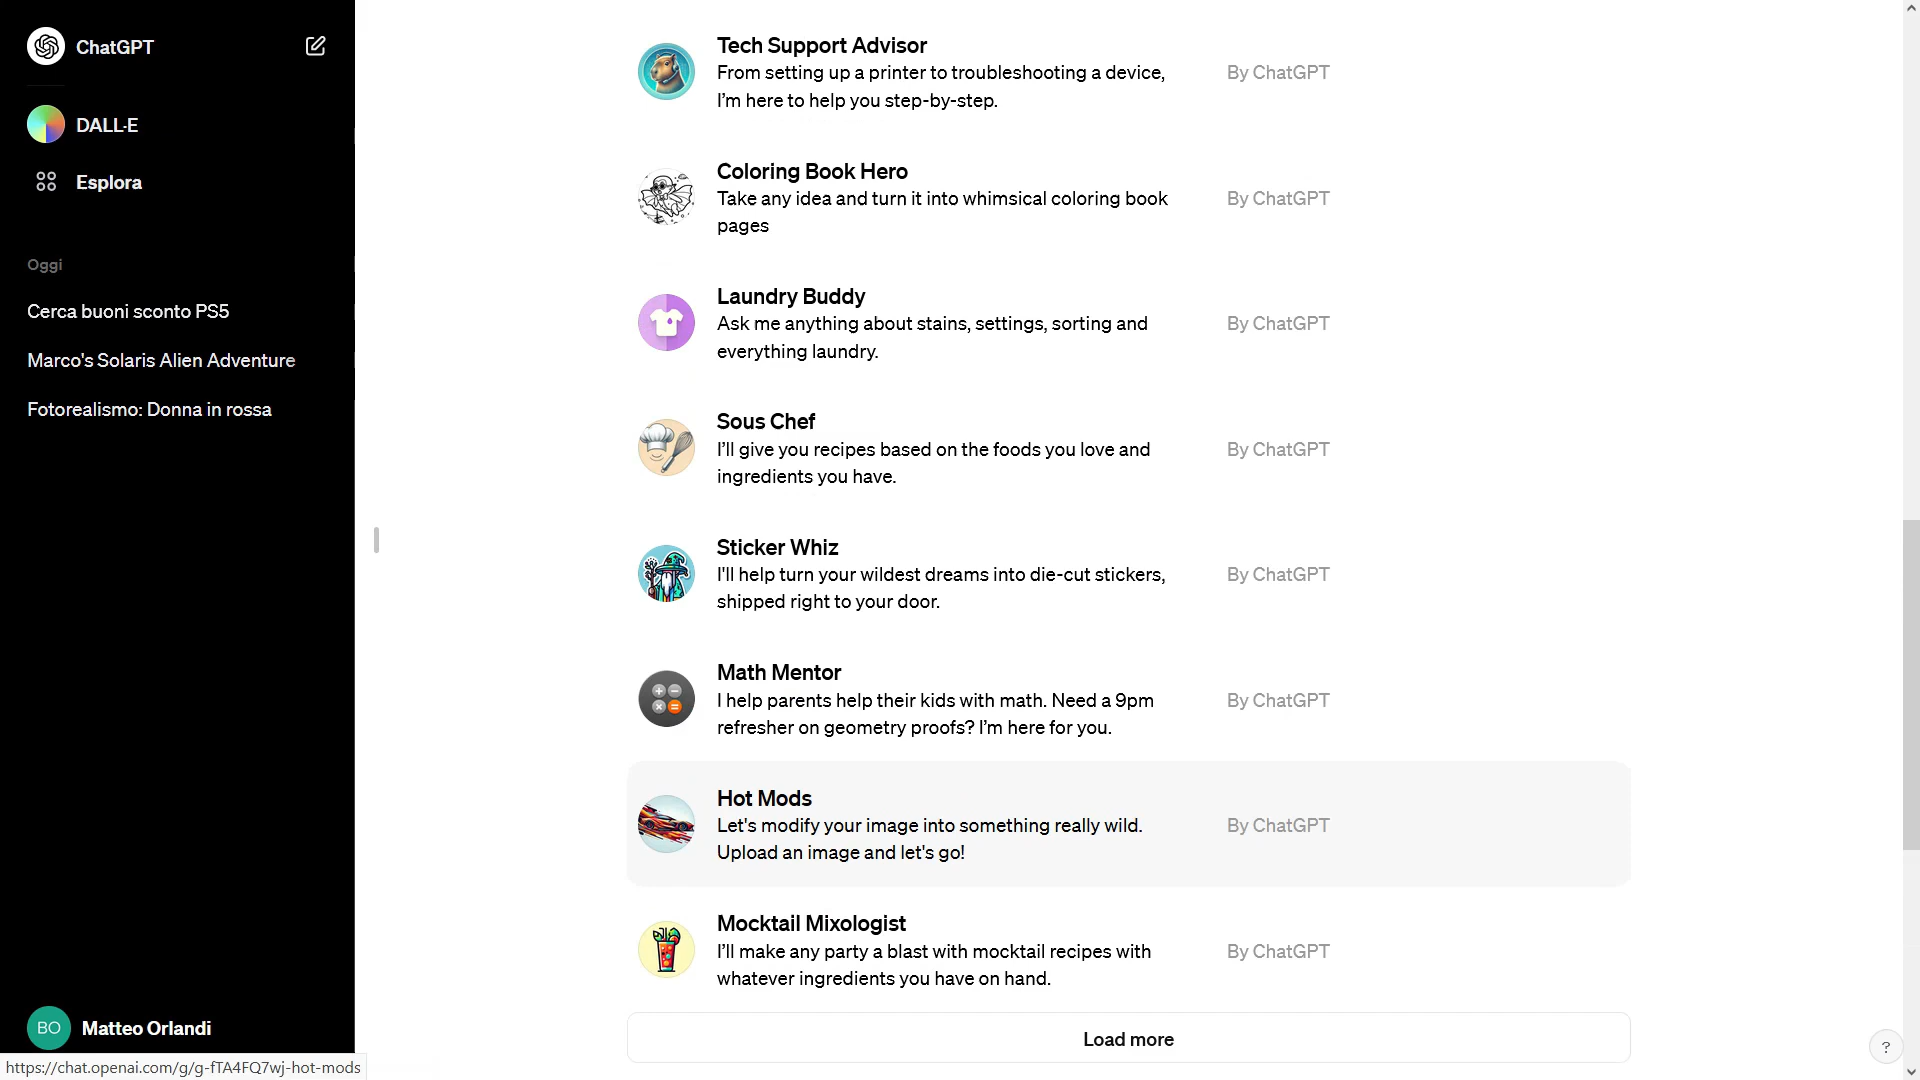 ChatGPT
DALL·E
Esplora
Oggi
Cerca buoni sconto PS5
Marco's Solaris Alien Adventure
Fotorealismo: Donna in rossa
BO
Matteo Orlandi
https://chat.openai.com/g/g-fTA4FQ7wj-hot-mods
Tech Support Advisor
From setting up a printer to troubleshooting a device,
I’m here to help you step-by-step.
By ChatGPT
Coloring Book Hero
Take any idea and turn it into whimsical coloring book
pages
By ChatGPT
Laundry Buddy
Ask me anything about stains, settings, sorting and
everything laundry.
By ChatGPT
Sous Chef
I’ll give you recipes based on the foods you love and
ingredients you have.
By ChatGPT
Sticker Whiz
I'll help turn your wildest dreams into die-cut stickers,
shipped right to your door.
By ChatGPT
Math Mentor
I help parents help their kids with math. Need a 9pm
refresher on geometry proofs? I’m here for you.
By ChatGPT
Hot Mods
Let's modify your image into something really wild.
Upload an image and let's go!
By ChatGPT
Mocktail Mixologist
I’ll make any party a blast with mocktail recipes with
whatever ingredients you have on hand.
By ChatGPT
Load more
?